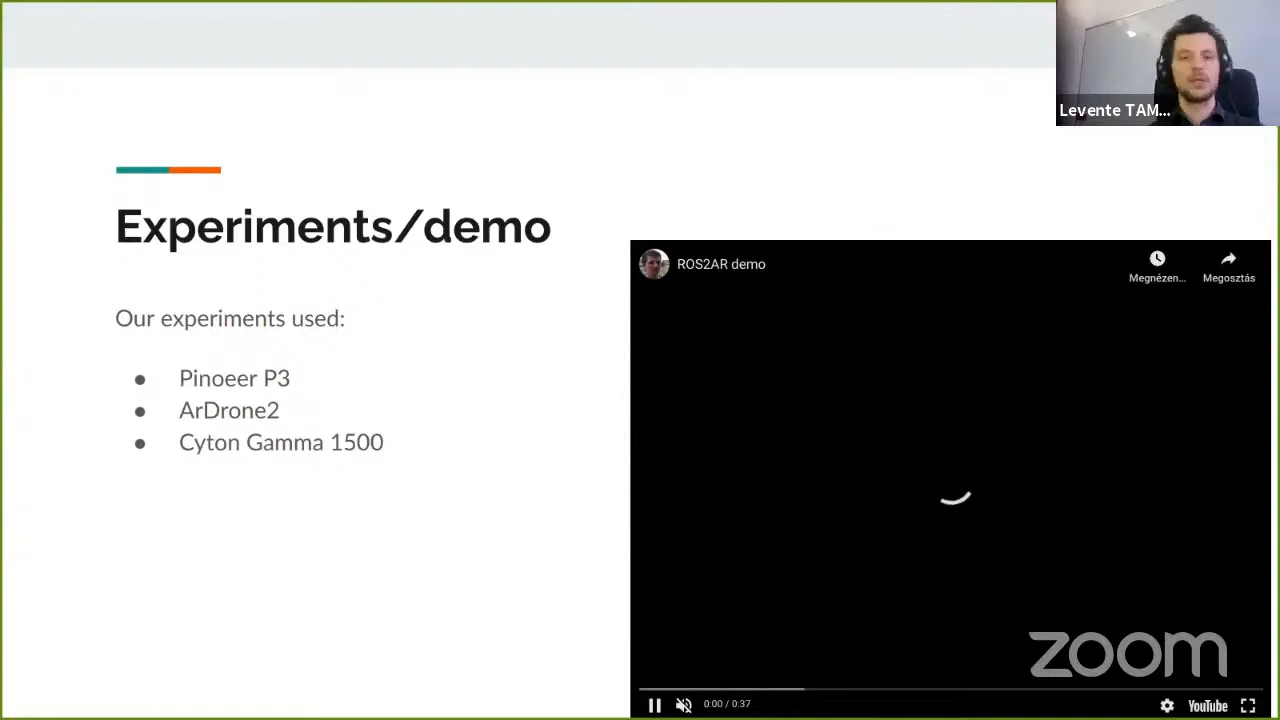 Levente TAM...
Experiments/demo
ROS2AR demo
Megnézen...
Megosztás
Our experiments used:
● Pinoeer P3
● ArDrone2
● Cyton Gamma 1500
zoom
0:00 / 0:37
YouTube